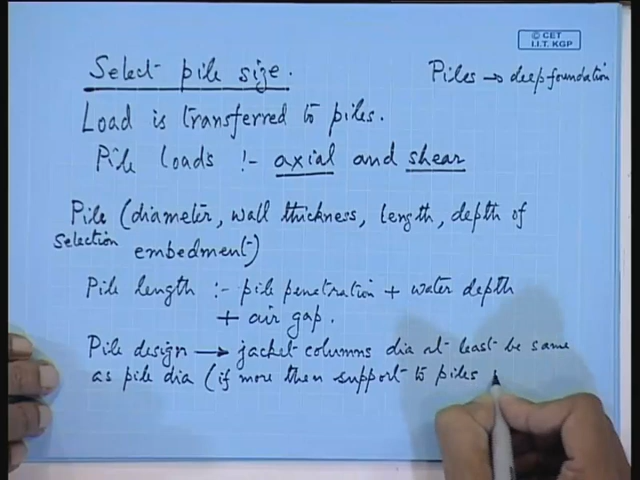 © CET
I.I.T. KGP
Select pile size.
Piles → deep foundation
Load is transferred to piles.
Pile loads :- axial and shear
Pile (diameter, wall thickness, length, depth of
selection embedment)
Pile length :- pile penetration + water depth
+ air gap.
Pile design → jacket columns dia at least be same
as pile dia (if more then support to piles